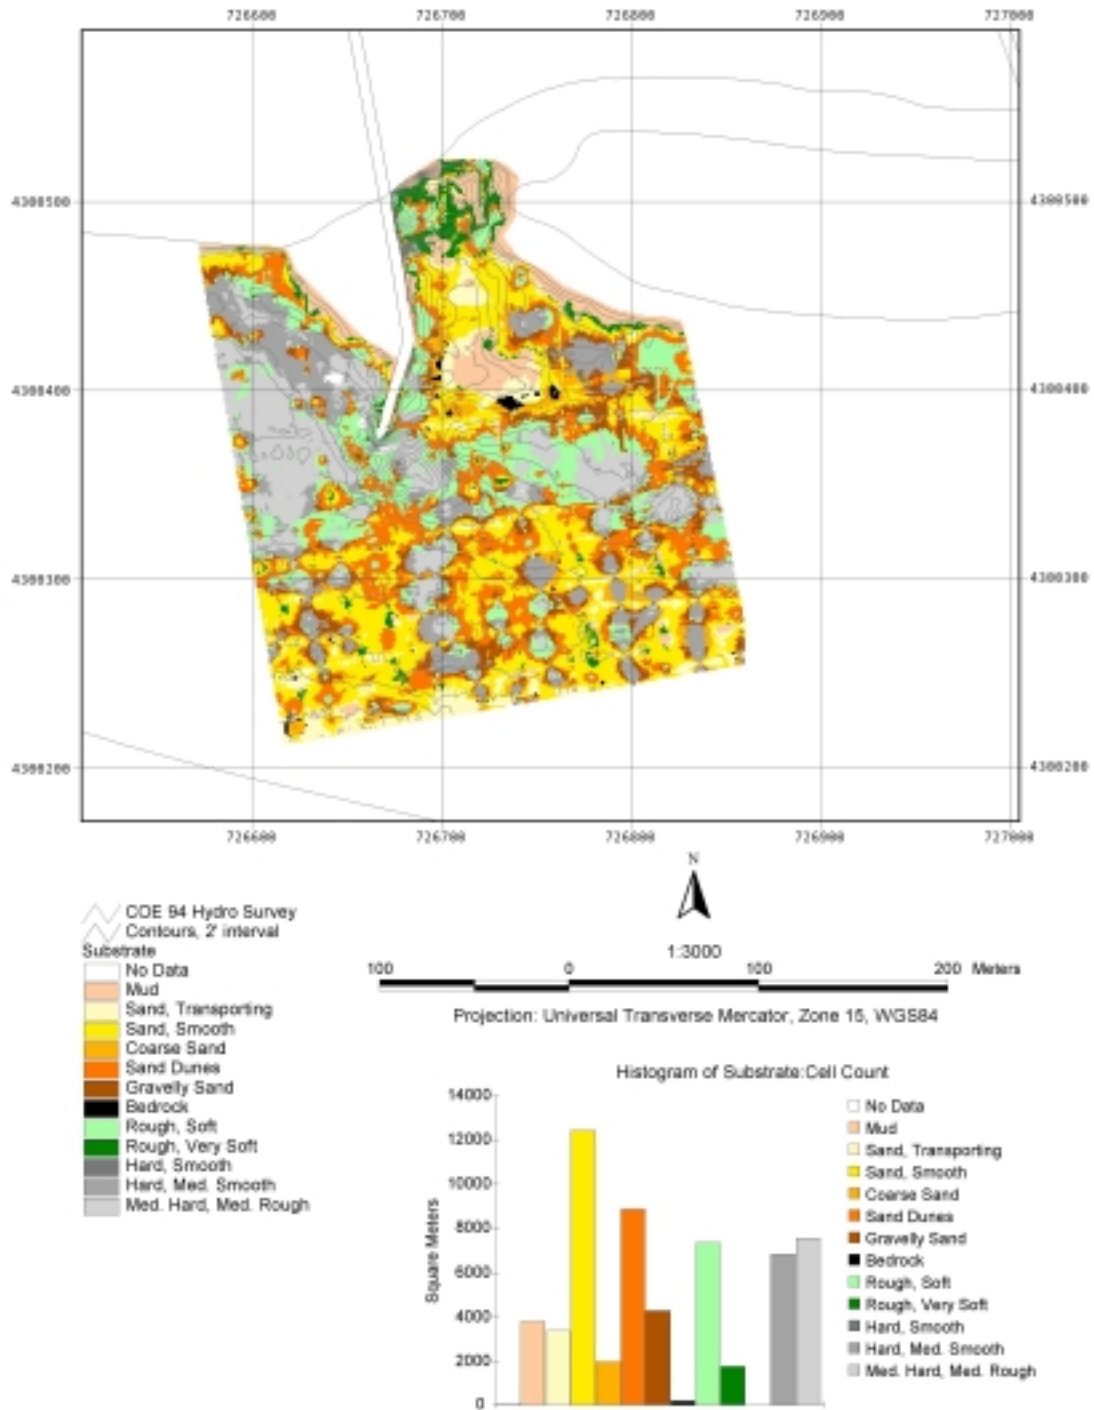 726600 726700 726800 726900 727000
4300500 4300500
4300400 4300400
4300300 4300300
4300200 4300200
726600 726700 726800 726900 727000
N
COE 94 Hydro Survey
Contours, 2' interval
Substrate
No Data
Mud
Sand, Transporting
Sand, Smooth
Coarse Sand
Sand Dunes
Gravelly Sand
Bedrock
Rough, Soft
Rough, Very Soft
Hard, Smooth
Hard, Med. Smooth
Med. Hard, Med. Rough
1:3000
100 0 100 200 Meters
Projection: Universal Transverse Mercator, Zone 15, WGS84
Histogram of Substrate:Cell Count
Square Meters
14000
12000
10000
8000
6000
4000
2000
0
No Data
Mud
Sand, Transporting
Sand, Smooth
Coarse Sand
Sand Dunes
Gravelly Sand
Bedrock
Rough, Soft
Rough, Very Soft
Hard, Smooth
Hard, Med. Smooth
Med. Hard, Med. Rough